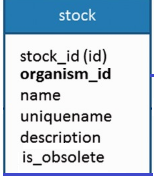 stock
stock_id (id)
organism_id
name
uniquename
description
is_obsolete